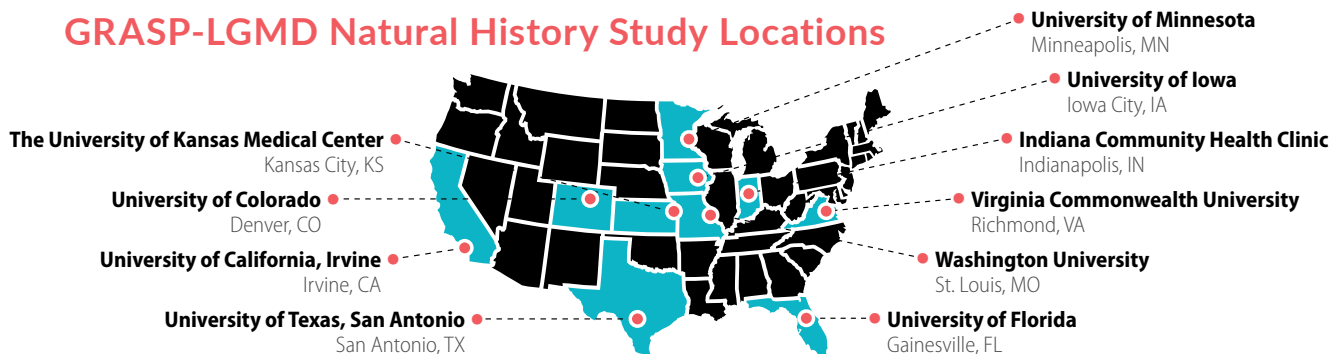 GRASP-LGMD Natural History Study Locations
The University of Kansas Medical Center
Kansas City, KS
University of Colorado
Denver, CO
University of California, Irvine
Irvine, CA
University of Texas, San Antonio
San Antonio, TX
University of Minnesota
Minneapolis, MN
University of Iowa
Iowa City, IA
Indiana Community Health Clinic
Indianapolis, IN
Virginia Commonwealth University
Richmond, VA
Washington University
St. Louis, MO
University of Florida
Gainesville, FL